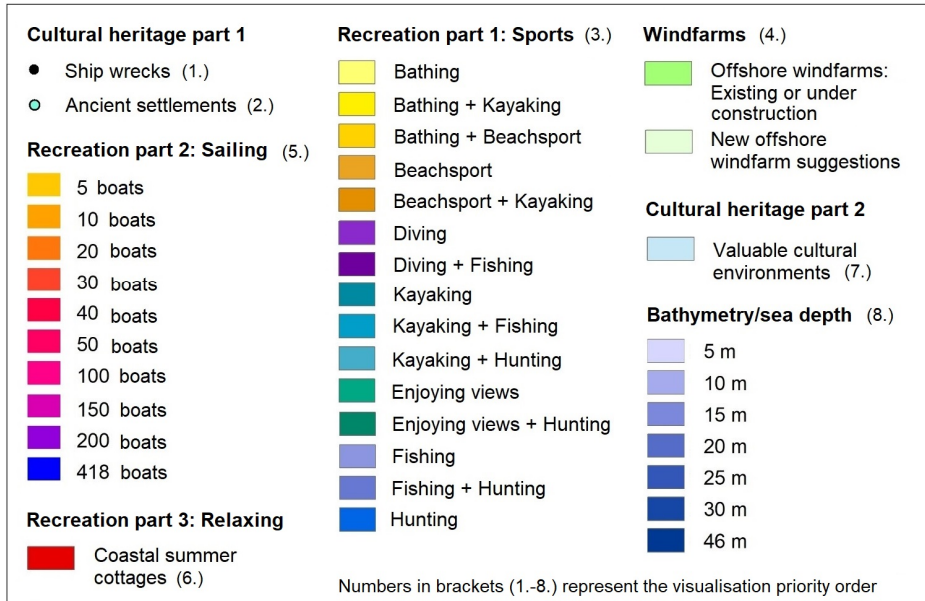 Cultural heritage part 1
Ship wrecks (1.)
Ancient settlements (2.)
Recreation part 2: Sailing (5.)
5 boats
10 boats
20 boats
30 boats
40 boats
50 boats
100 boats
150 boats
200 boats
418 boats
Recreation part 3: Relaxing
Coastal summer
cottages (6.)
Recreation part 1: Sports (3.)
Bathing
Bathing + Kayaking
Bathing + Beachsport
Beachsport
Beachsport + Kayaking
Diving
Diving + Fishing
Kayaking
Kayaking + Fishing
Kayaking + Hunting
Enjoying views
Enjoying views + Hunting
Fishing
Fishing + Hunting
Hunting
Windfarms (4.)
Offshore windfarms:
Existing or under
construction
New offshore
windfarm suggestions
Cultural heritage part 2
Valuable cultural
environments (7.)
Bathymetry/sea depth (8.)
5 m
10 m
15 m
20 m
25 m
30 m
46 m
Numbers in brackets (1.-8.) represent the visualisation priority order